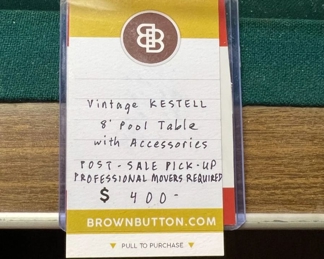 Vintage KESTELL
8' Pool Table
with Accessories
POST-SALE PICK-UP
PROFESSIONAL MOVERS REQUIRED
$ 400-
BROWNBUTTON.COM
▼ PULL TO PURCHASE ▼